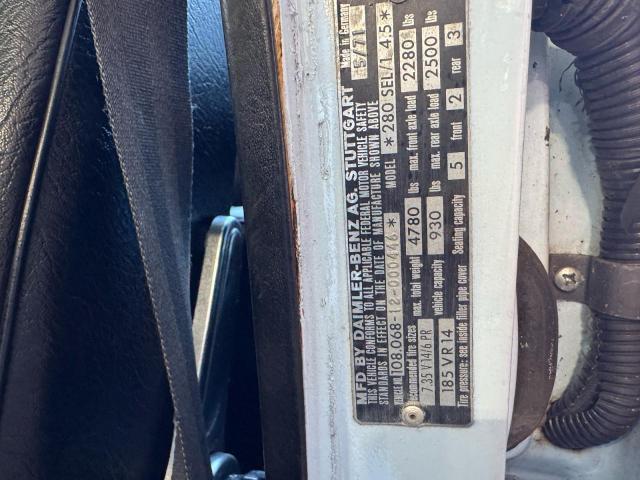 MFD BY DAIMLER-BENZ AG, STUTTGART Made in Germany
THIS VEHICLE CONFORMS TO ALL APPLICABLE FEDERAL MOTOR VEHICLE SAFETY
STANDARDS IN EFFECT ON THE DATE OF MANUFACTURE SHOWN ABOVE 5/71
108.068-12-000446* MODEL *280 SEL/1 4.5*
max. total weight 4780 lbs max. front axle load 2280 lbs
vehicle capacity 930 lbs max. rear axle load 2500 lbs
Recommended tire sizes 7.35 V 14/6 PR
185 VR 14 Seating capacity 5 front 2 rear 3
Tire pressure: see inside filler pipe cover